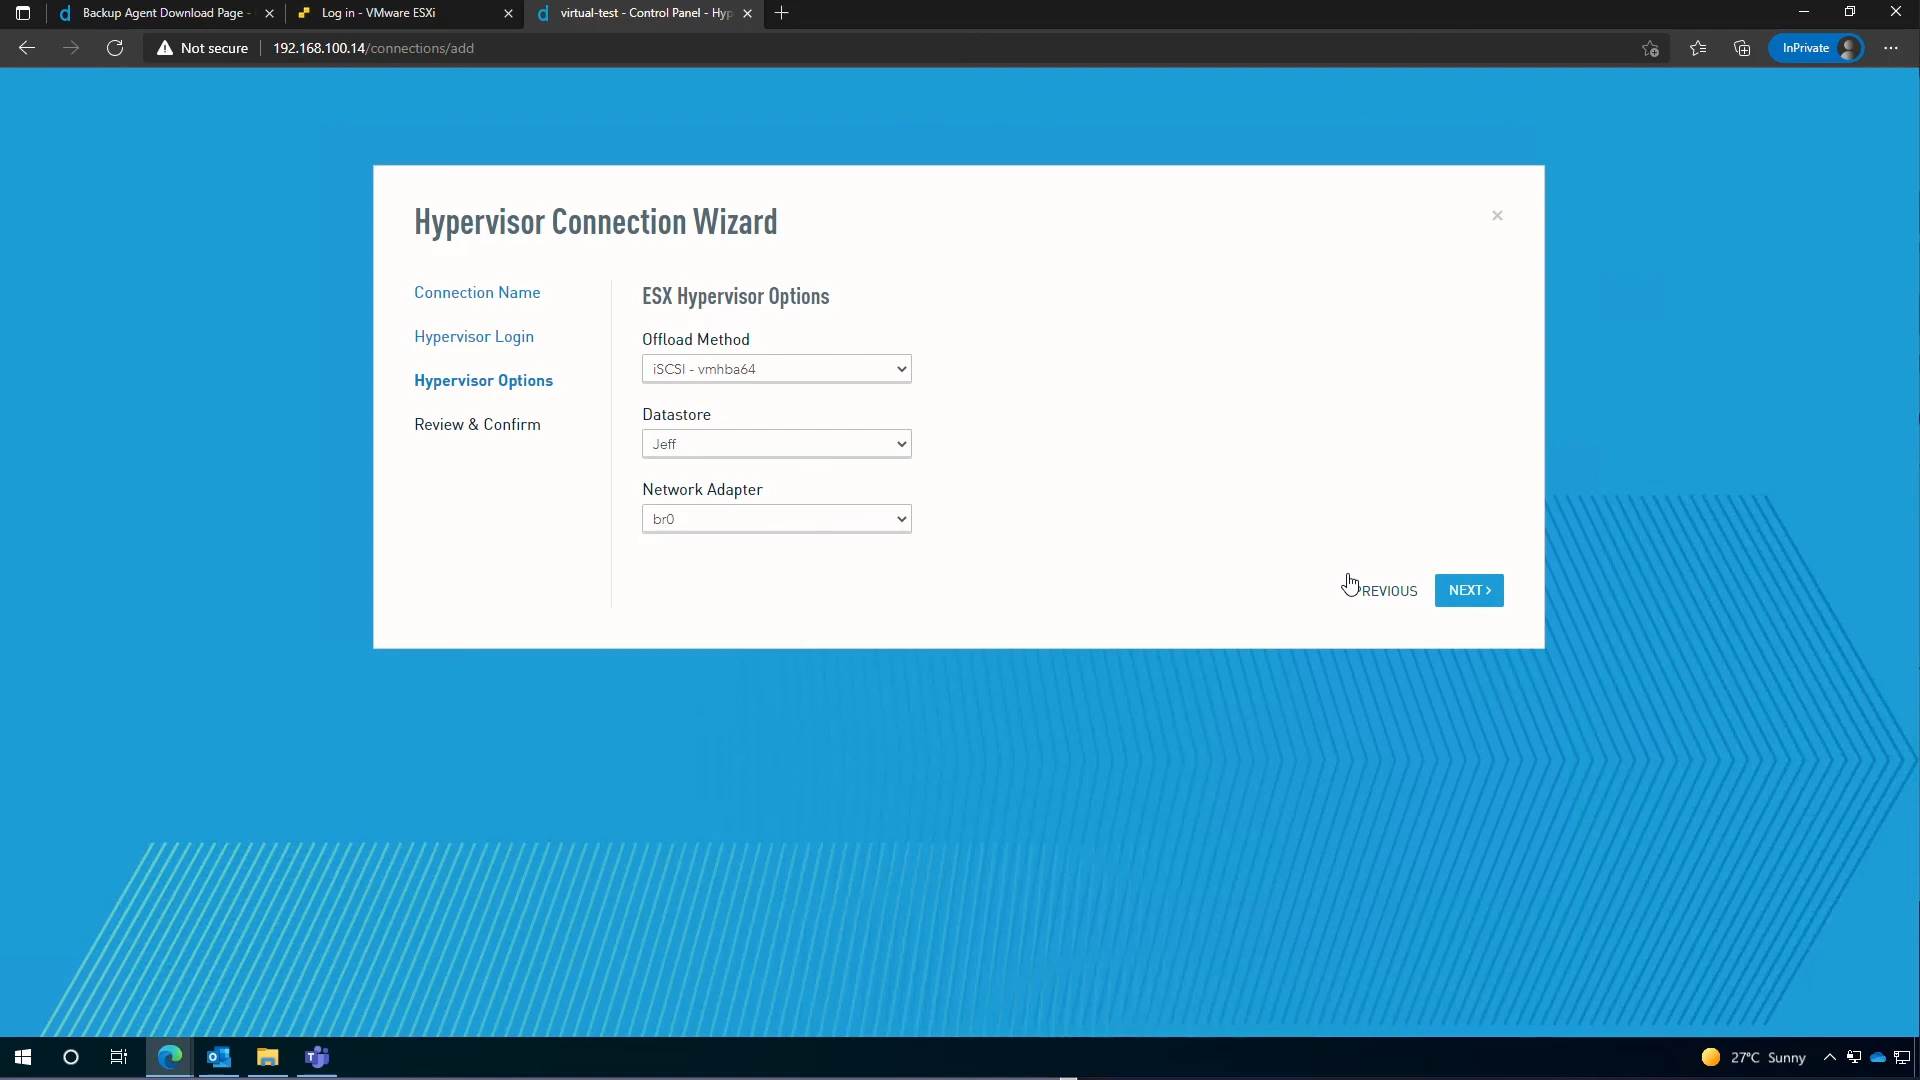 Backup Agent Download Page -
Log in - VMware ESXi
virtual-test - Control Panel - Hyp
Not secure
192.168.100.14/connections/add
InPrivate
Hypervisor Connection Wizard
Connection Name
Hypervisor Login
Hypervisor Options
Review & Confirm
ESX Hypervisor Options
Offload Method
iSCSI - vmhba64
Datastore
Jeff
Network Adapter
br0
REVIOUS
NEXT
27°C Sunny